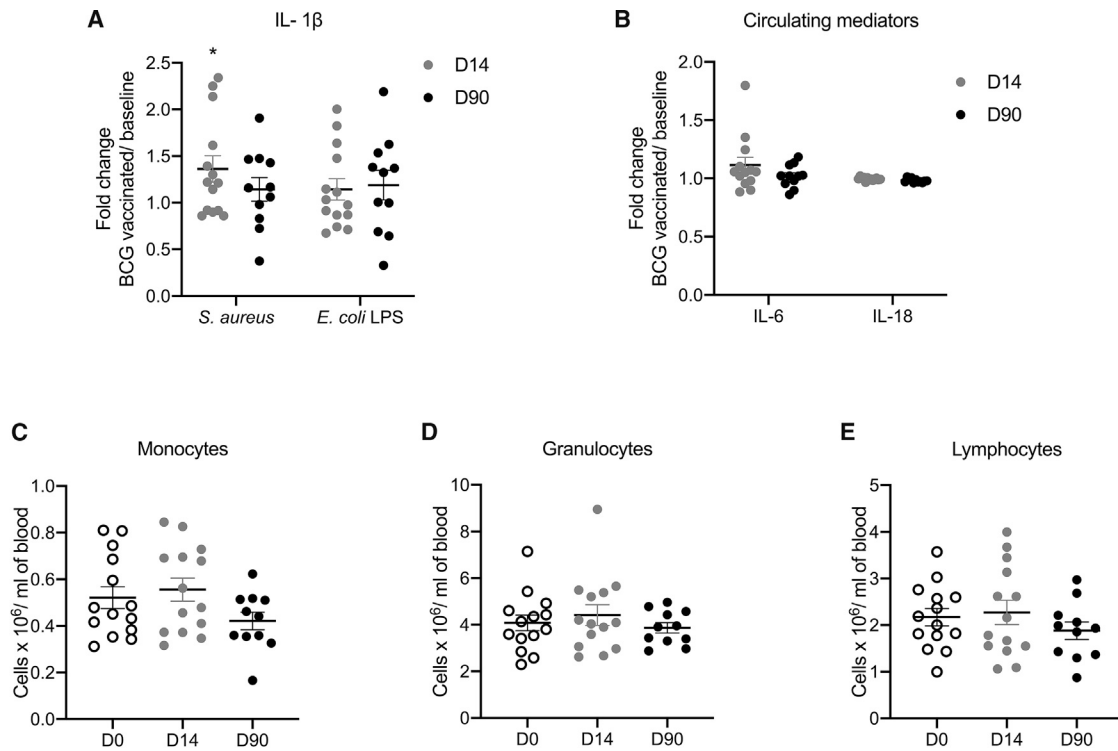 A
IL- 1β
*
Fold change
BCG vaccinated/ baseline
2.5
2.0
1.5
1.0
0.5
0.0
S. aureus
E. coli LPS
D14
D90
B
Circulating mediators
Fold change
BCG vaccinated/ baseline
2.0
1.5
1.0
0.5
0.0
IL-6
IL-18
D14
D90
C
Monocytes
Cells x 10⁶/ ml of blood
1.0
0.8
0.6
0.4
0.2
0.0
D0
D14
D90
D
Granulocytes
Cells x 10⁶/ ml of blood
10
8
6
4
2
0
D0
D14
D90
E
Lymphocytes
Cells x 10⁶/ ml of blood
5
4
3
2
1
0
D0
D14
D90